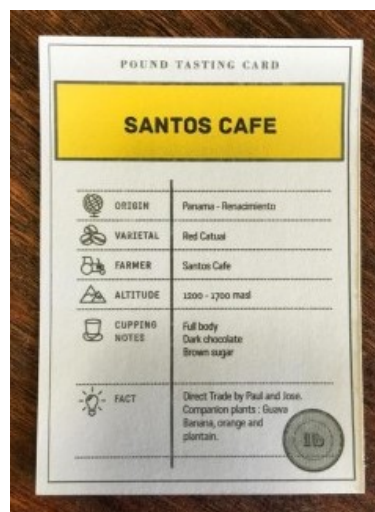 POUND TASTING CARD
SANTOS CAFE
ORIGIN Panama - Renacimiento
VARIETAL Red Catuai
FARMER Santos Cafe
ALTITUDE 1200 - 1700 masl
CUPPING NOTES Full body
Dark chocolate
Brown sugar
FACT Direct Trade by Paul and Jose.
Companion plants : Guava
Banana, orange and
plantain.